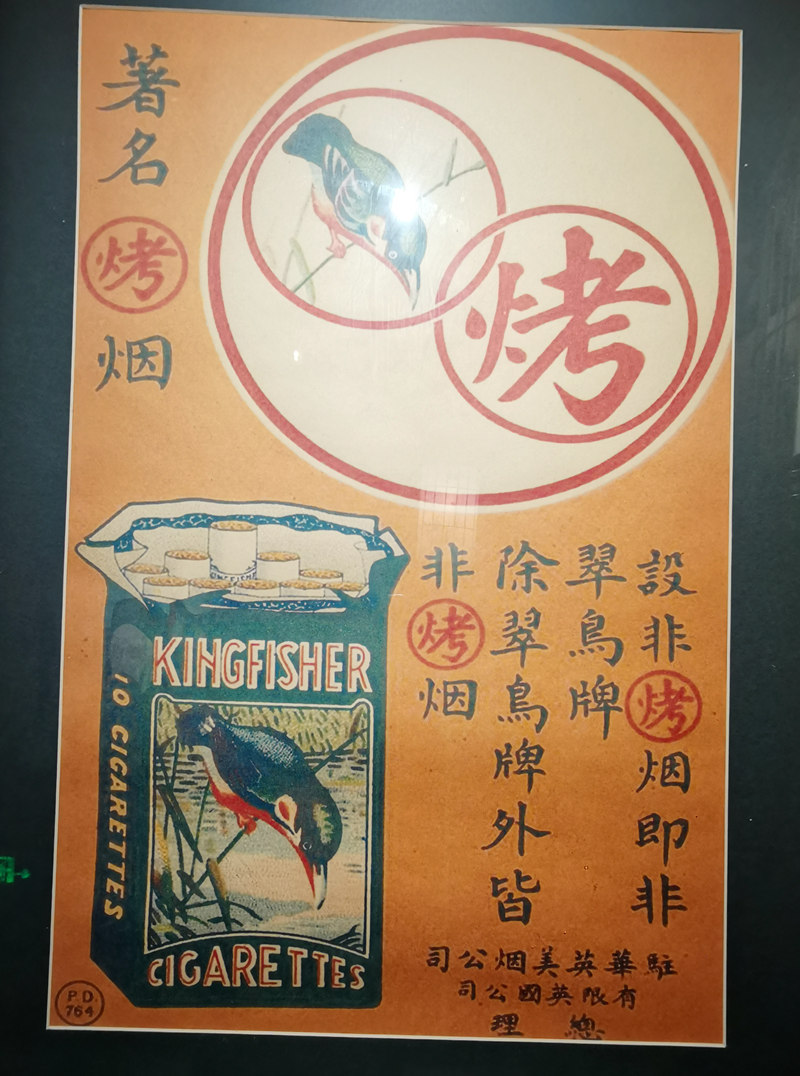 著名烤烟
烤
設非烤烟即非
翠鳥牌
除翠鳥牌外皆
非烤烟
KINGFISHER
10 CIGARETTES
CIGARETTES
駐華英美烟公司
有限英國公司
總理
P.D.
764